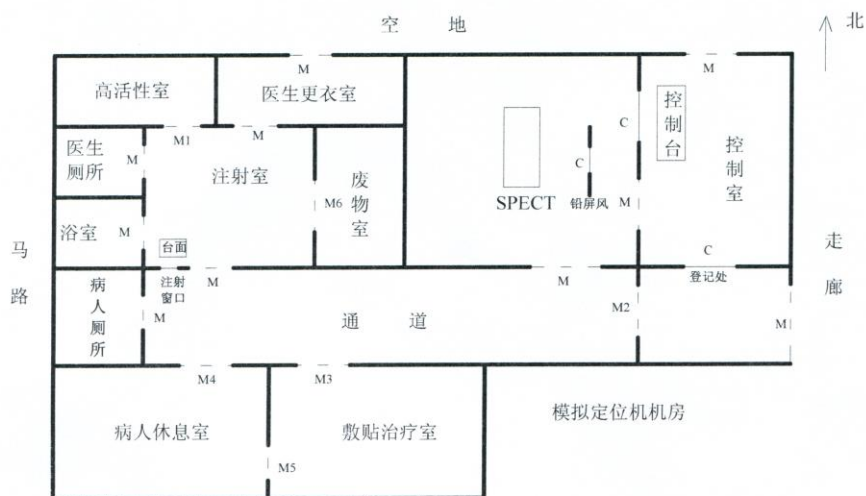 空 地
北
M
M
高活性室
医生更衣室
控制台
C
M1
M
医生厕所
M
注射室
C
控制室
废物室
SPECT
铅屏风
M6
M
浴室
M
台面
C
马路
走廊
登记处
病人厕所
注射窗口
M
M
M
通 道
M2
M
M4
M3
模拟定位机机房
病人休息室
敷贴治疗室
M5